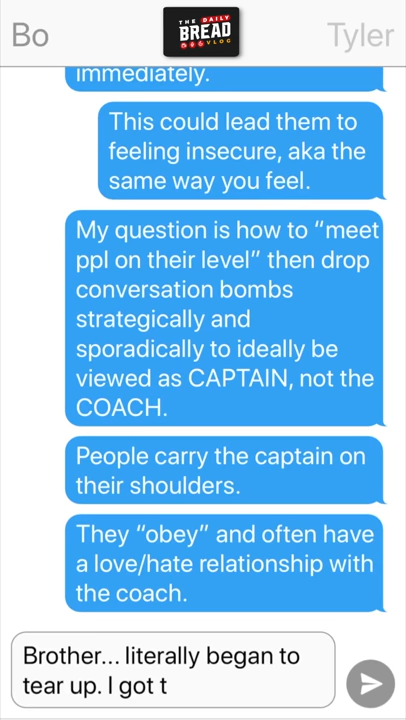 Bo
THE DAILY
BREAD
VLOG
Tyler
immediately.
This could lead them to
feeling insecure, aka the
same way you feel.
My question is how to “meet
ppl on their level” then drop
conversation bombs
strategically and
sporadically to ideally be
viewed as CAPTAIN, not the
COACH.
People carry the captain on
their shoulders.
They “obey” and often have
a love/hate relationship with
the coach.
Brother... literally began to
tear up. I got t